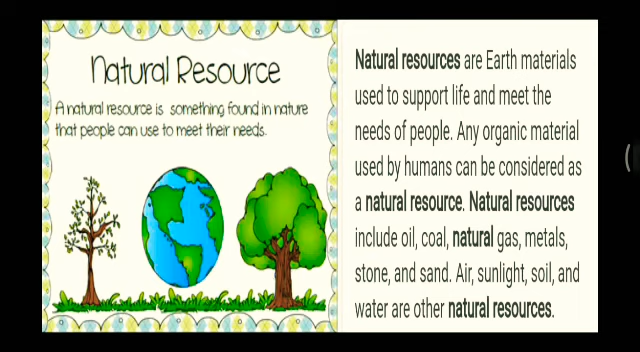 Natural Resource
A natural resource is something found in nature
that people can use to meet their needs.
Natural resources are Earth materials
used to support life and meet the
needs of people. Any organic material
used by humans can be considered as
a natural resource. Natural resources
include oil, coal, natural gas, metals,
stone, and sand. Air, sunlight, soil, and
water are other natural resources.